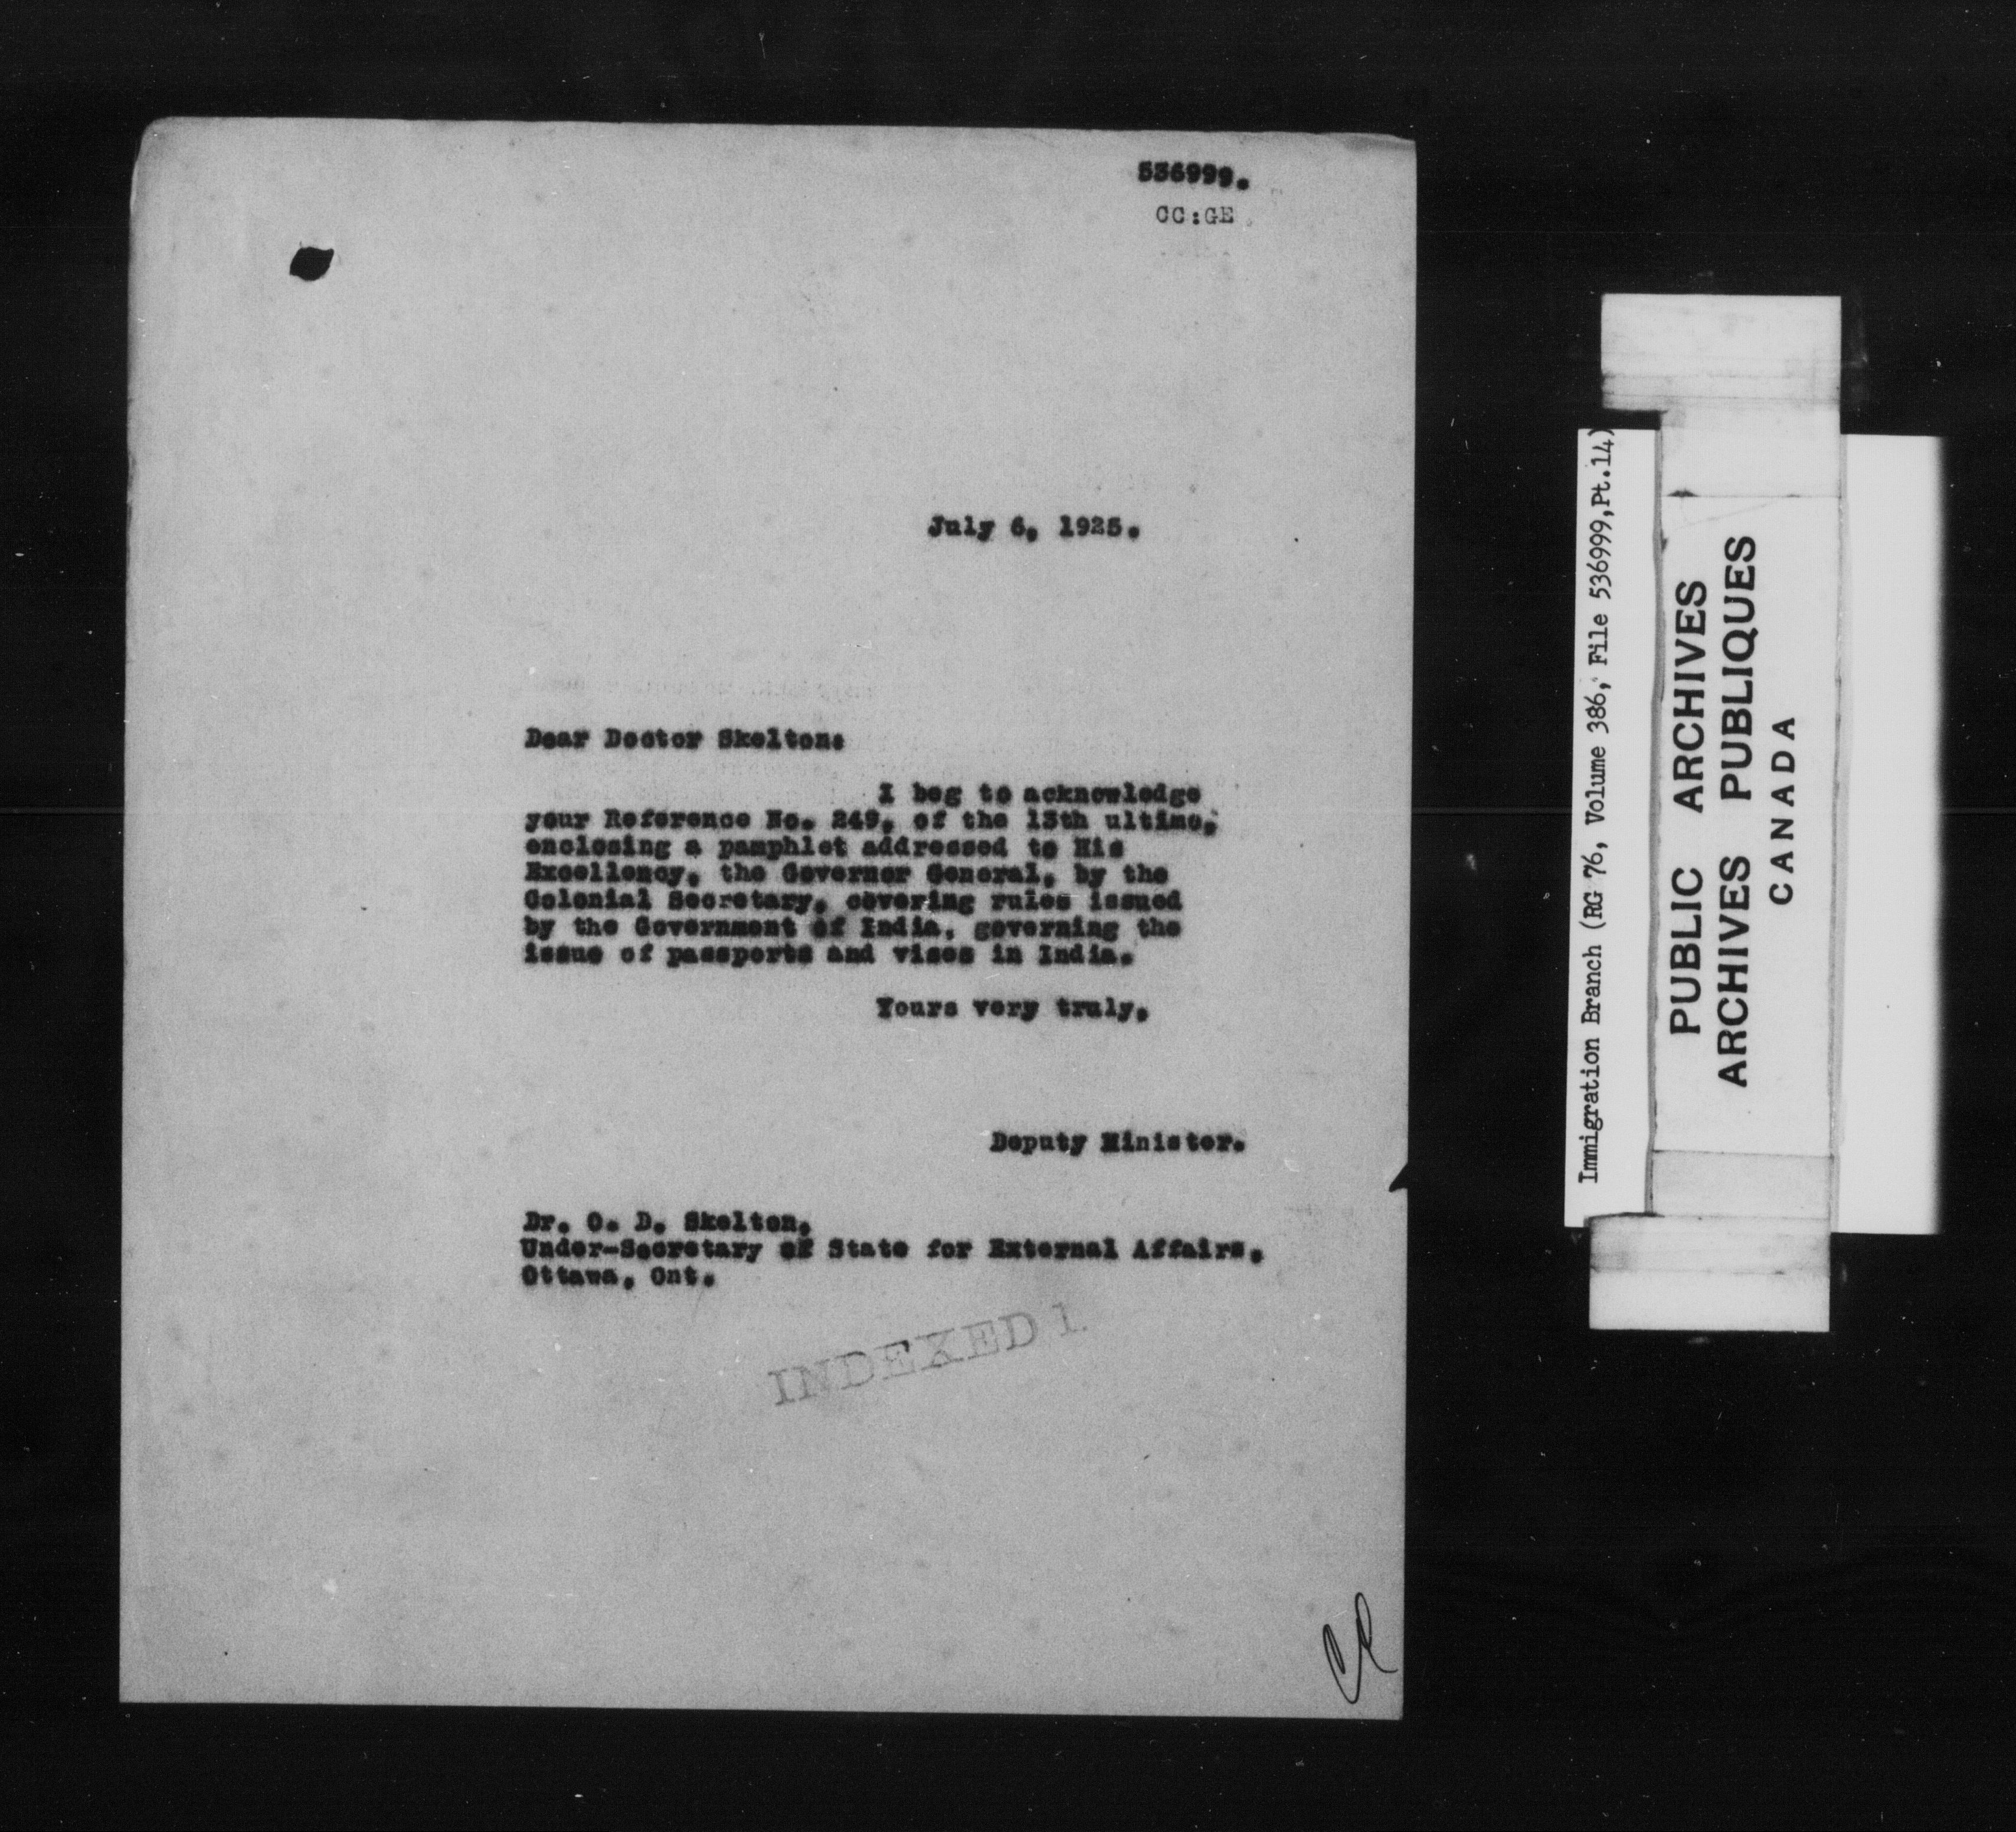 536999.
CC:GE.
July 6, 1925.
Dear Doctor Skelton:
I beg to acknowledge
your Reference No. 249, of the 13th ultimo,
enclosing a pamphlet addressed to His
Excellency, the Governor General, by the
Colonial Secretary, covering rules issued
by the Government of India, governing the
issue of passports and vises in India.
Yours very truly,
Deputy Minister.
Dr. O. D. Skelton,
Under-Secretary of State for External Affairs,
Ottawa, Ont.
INDEXED 1.
Immigration Branch (RG 76, Volume 386, File 536999,Pt.14)
PUBLIC ARCHIVES
ARCHIVES PUBLIQUES
CANADA